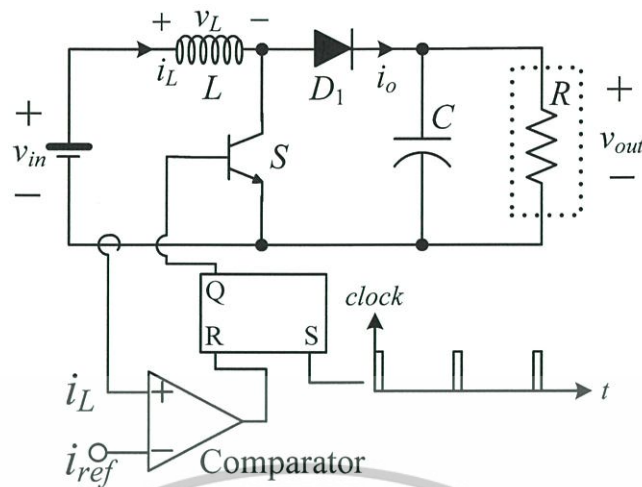 + v_L −
i_L L D_1 i_o
C R
+ v_in −
S
+ v_out −
Q
R S
clock
t
i_L +
i_ref −
Comparator